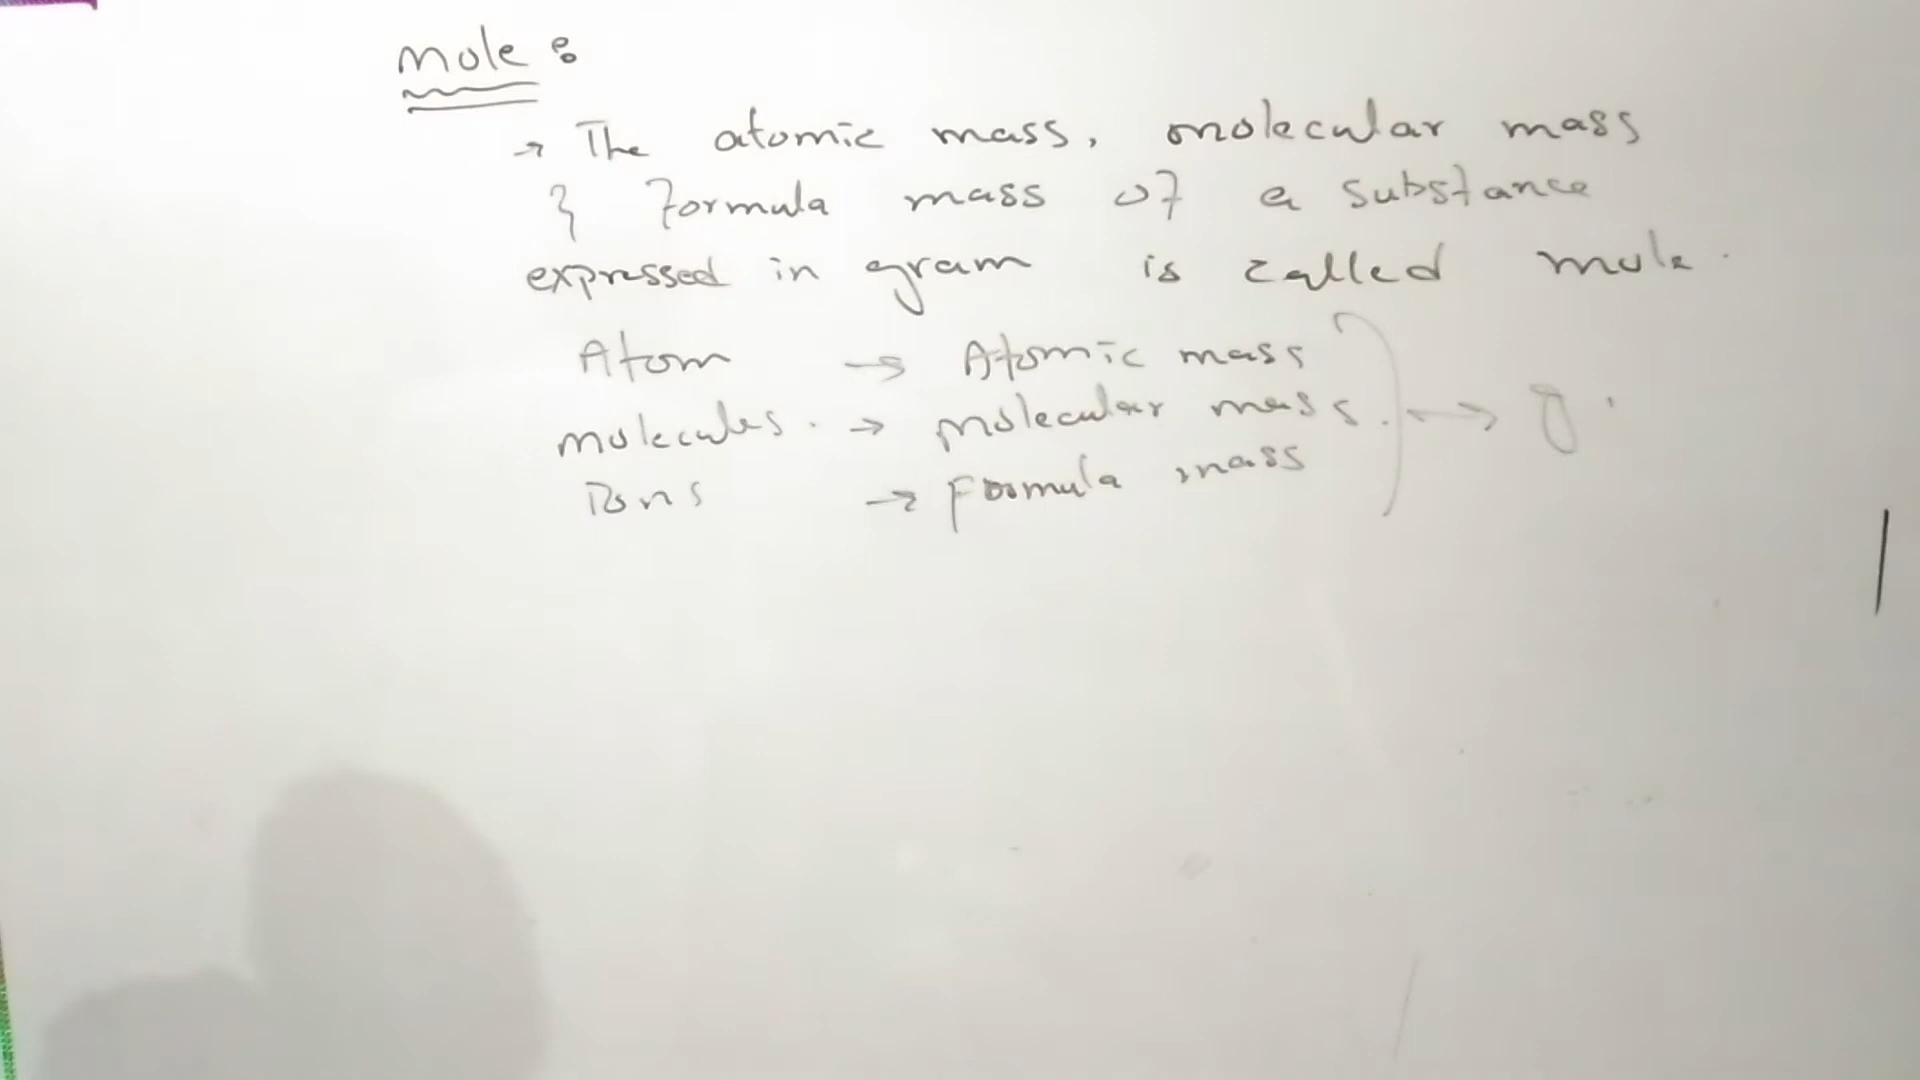 Mole :
→ The atomic mass, molecular mass
& Formula mass of a substance
expressed in gram is called mole.
Atom → Atomic mass
molecules. → molecular mass. → g.
Ions → Formula mass